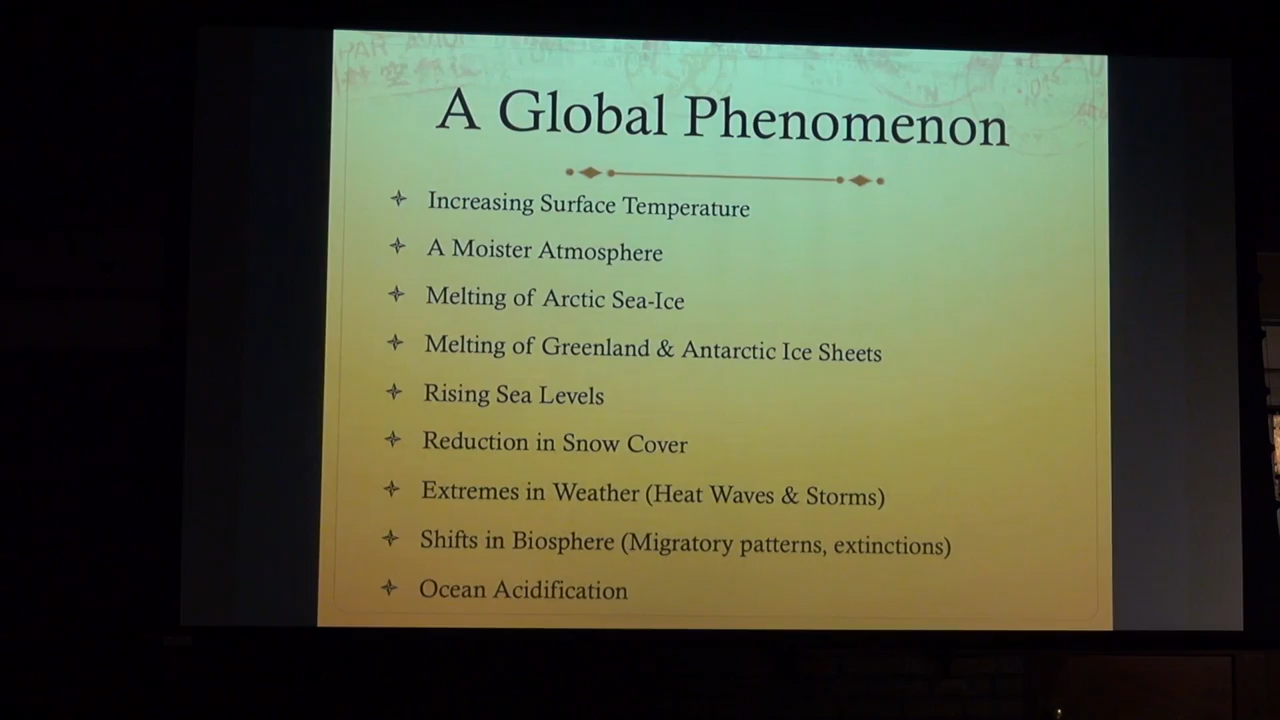 PAR AVION
A Global Phenomenon
Increasing Surface Temperature
A Moister Atmosphere
Melting of Arctic Sea-Ice
Melting of Greenland & Antarctic Ice Sheets
Rising Sea Levels
Reduction in Snow Cover
Extremes in Weather (Heat Waves & Storms)
Shifts in Biosphere (Migratory patterns, extinctions)
Ocean Acidification